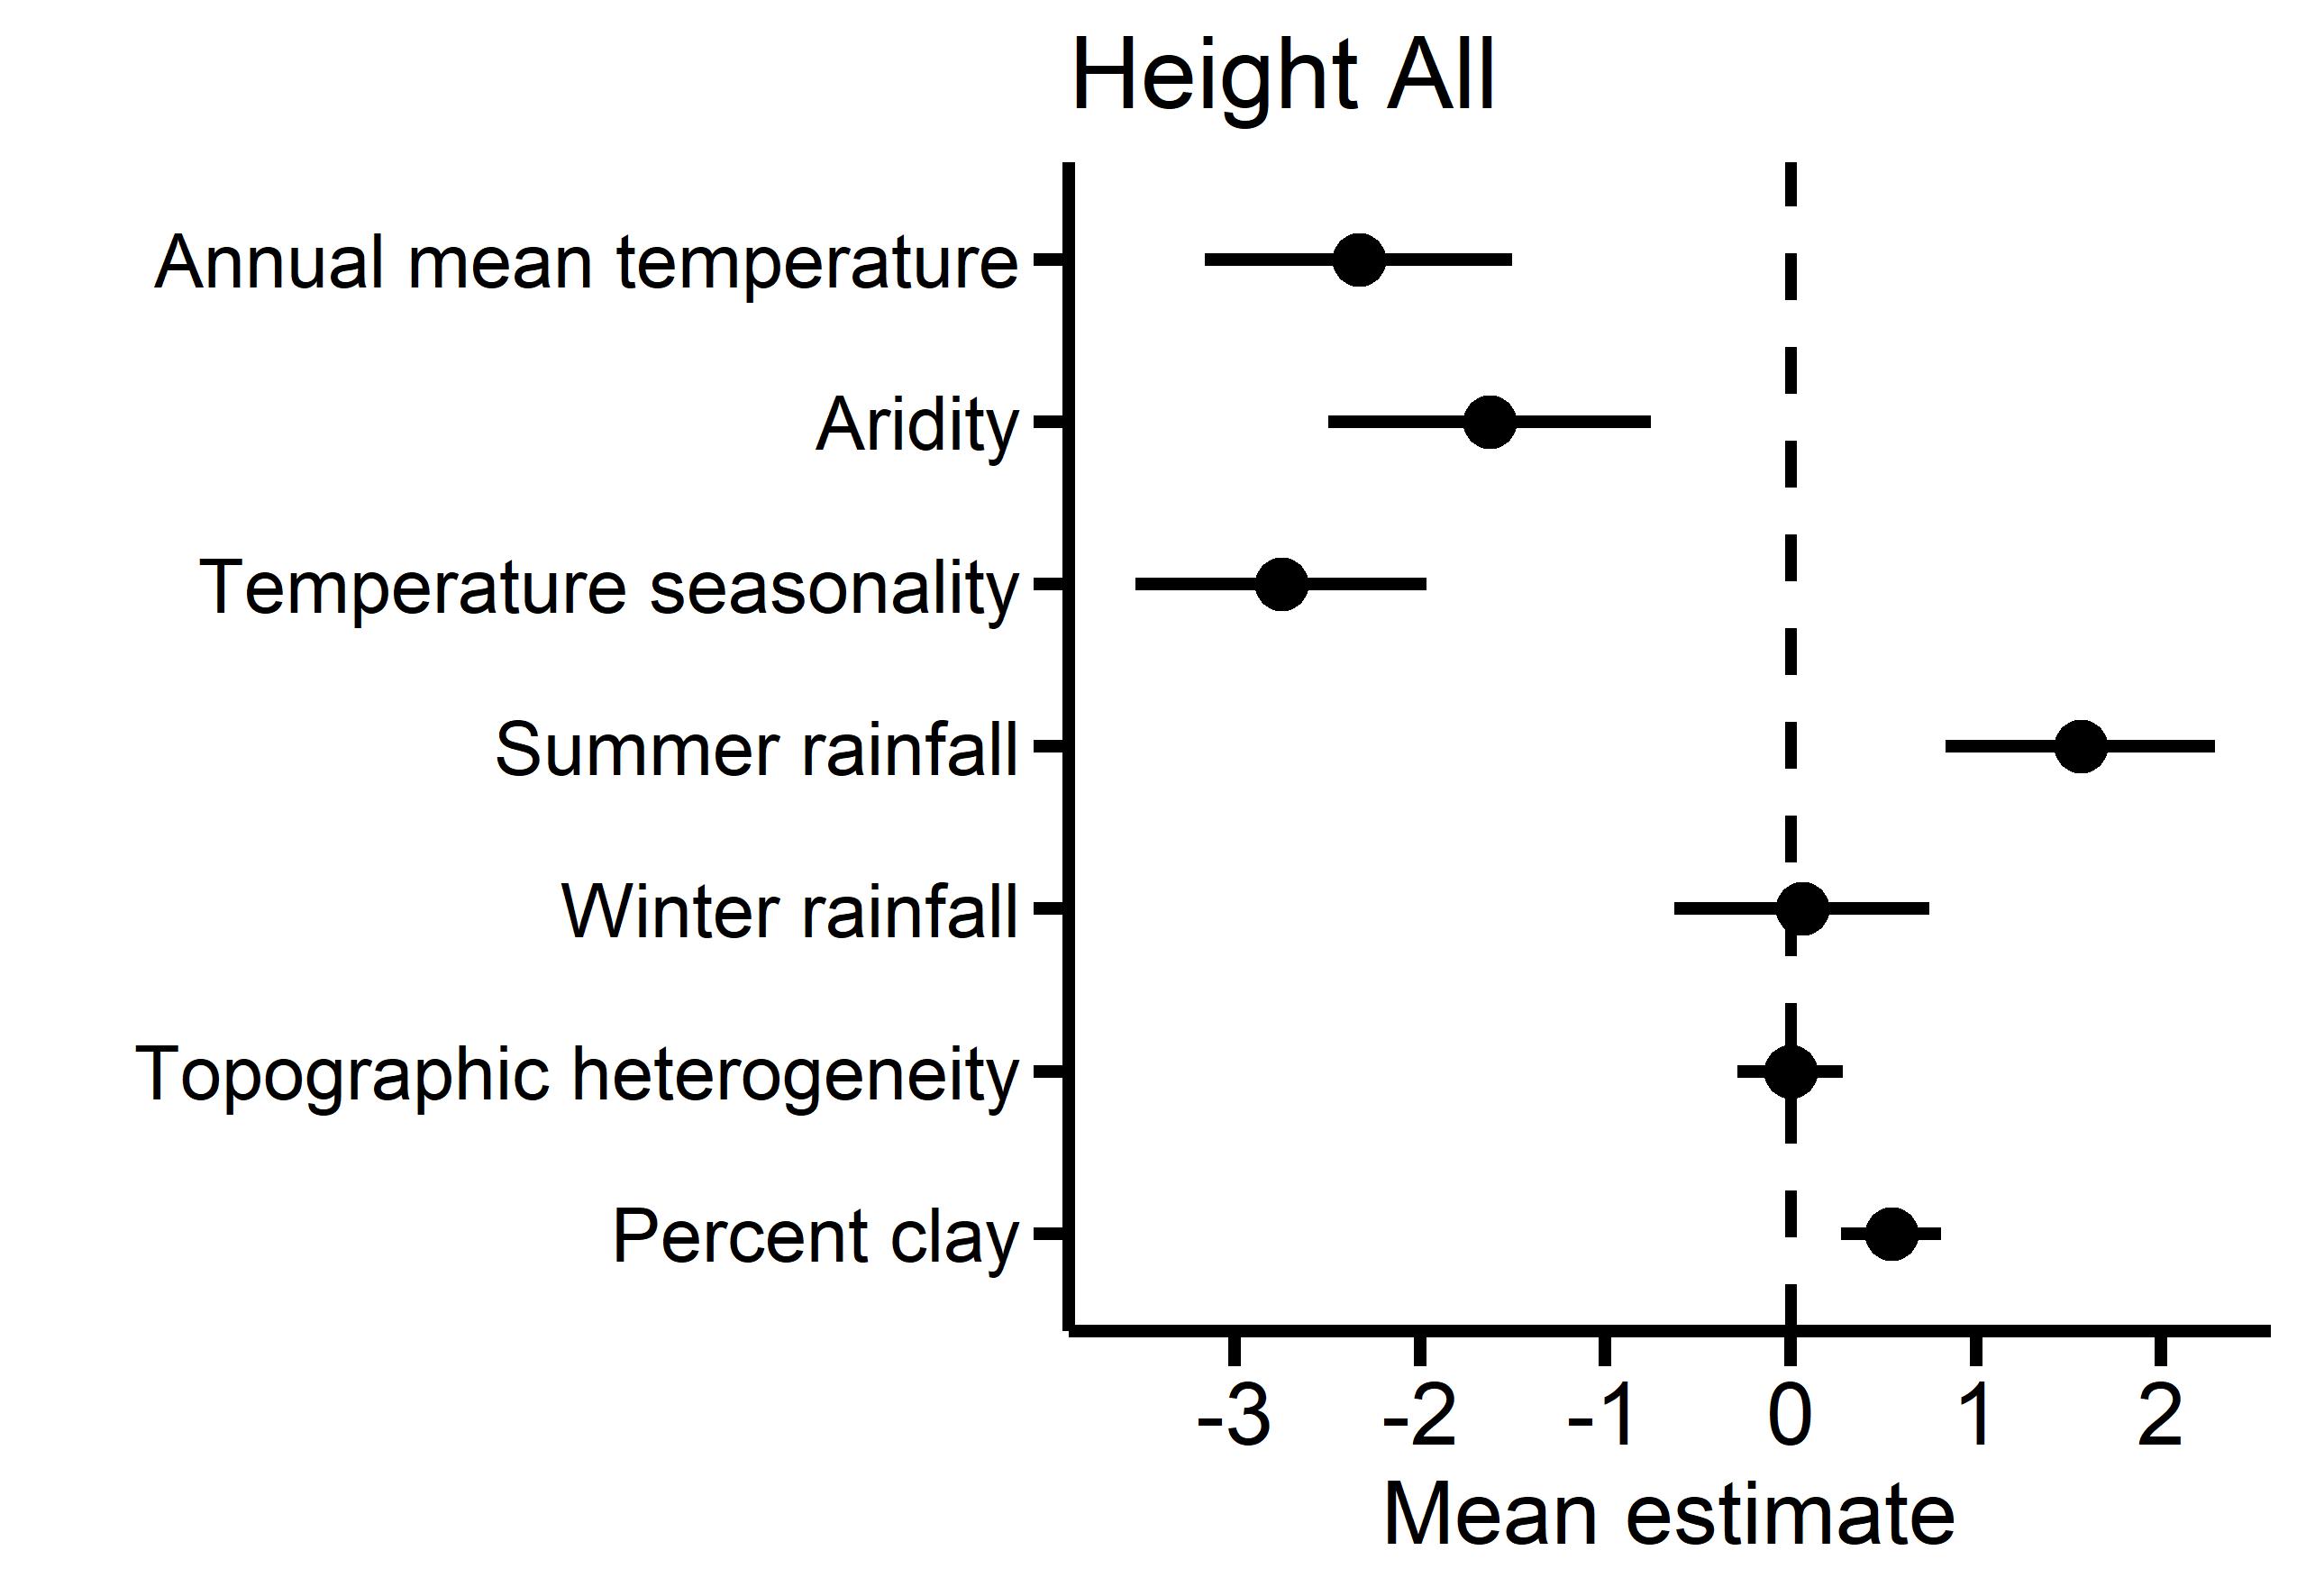 Height All
Annual mean temperature
Aridity
Temperature seasonality
Summer rainfall
Winter rainfall
Topographic heterogeneity
Percent clay
-3 -2 -1 0 1 2
Mean estimate